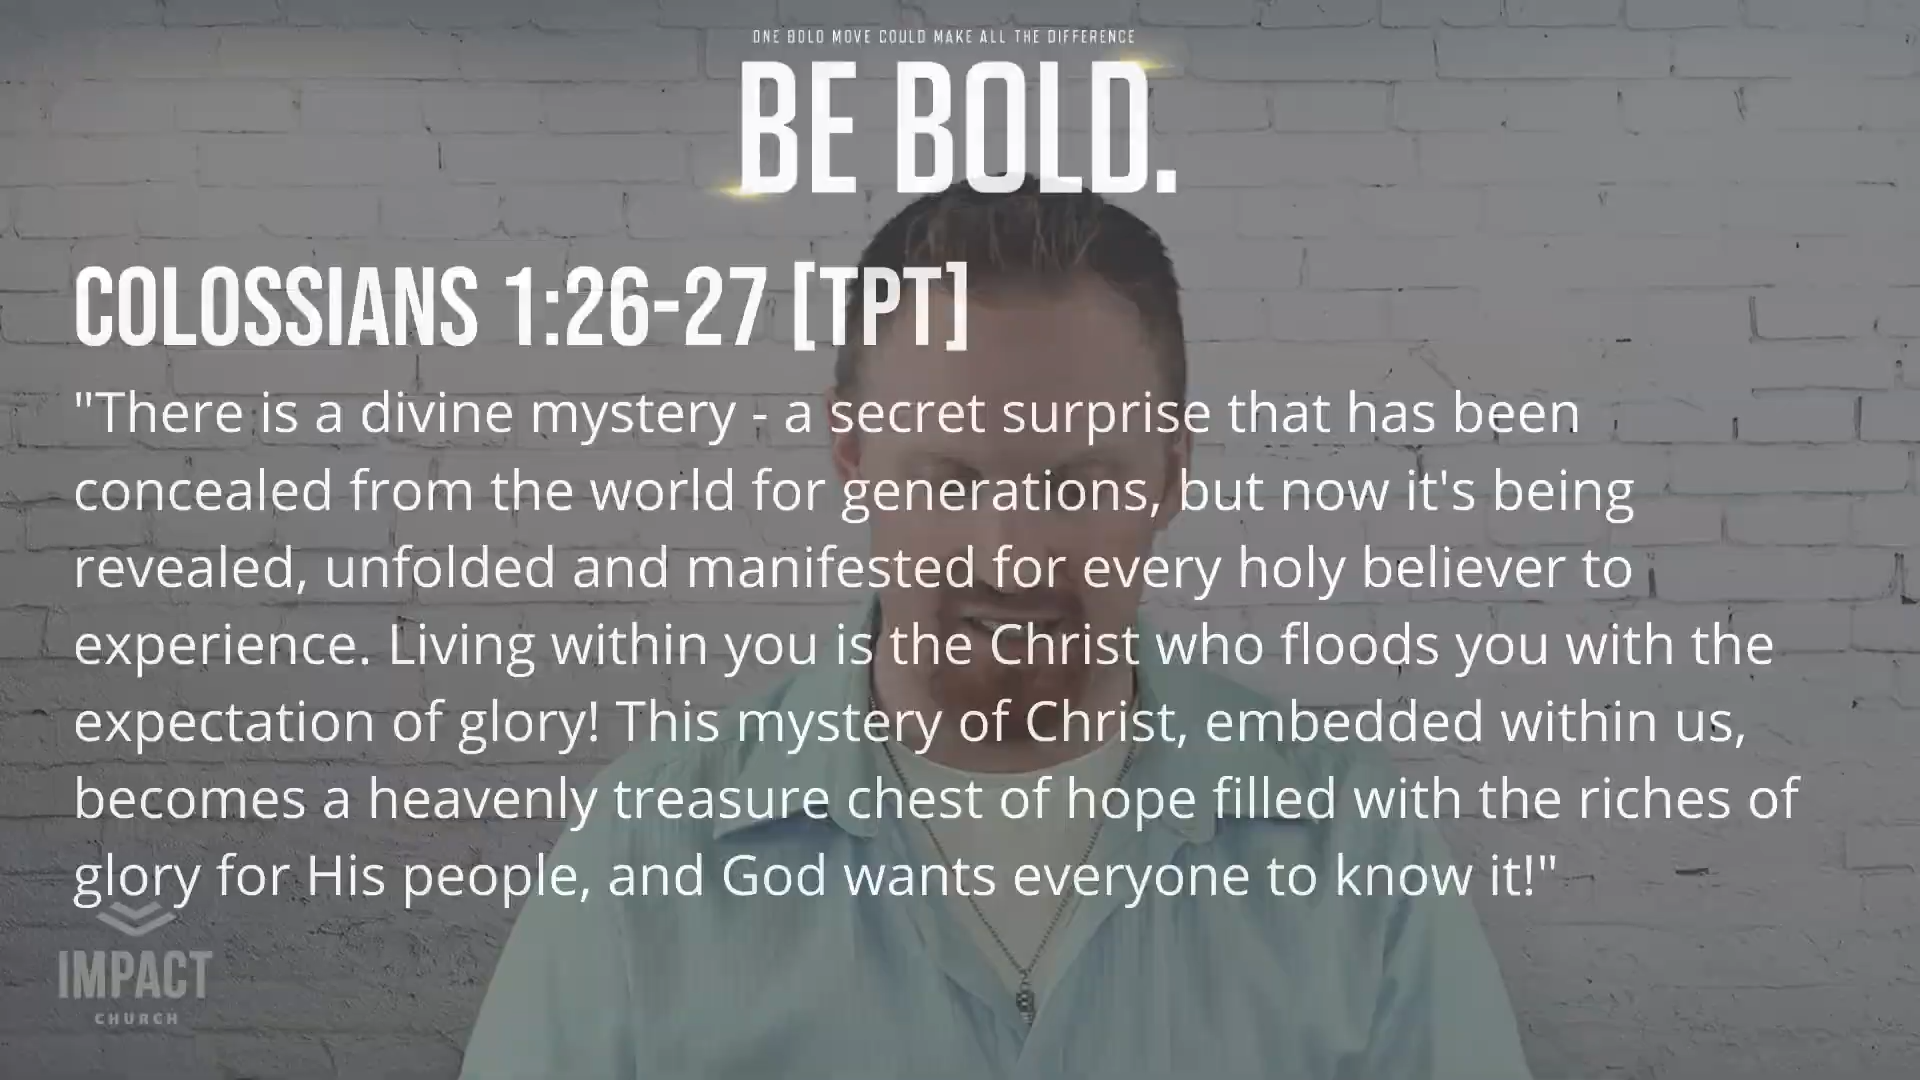 ONE BOLD MOVE COULD MAKE ALL THE DIFFERENCE
BE BOLD.
COLOSSIANS 1:26-27 [TPT]
"There is a divine mystery - a secret surprise that has been
concealed from the world for generations, but now it's being
revealed, unfolded and manifested for every holy believer to
experience. Living within you is the Christ who floods you with the
expectation of glory! This mystery of Christ, embedded within us,
becomes a heavenly treasure chest of hope filled with the riches of
glory for His people, and God wants everyone to know it!"
IMPACT
CHURCH